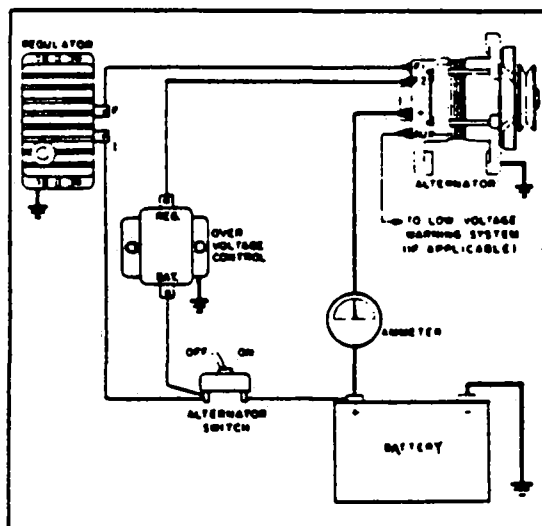 REGULATOR
F
I
F2
+
ALTERNATOR
TO LOW VOLTAGE
WARNING SYSTEM
(IF APPLICABLE)
REG.
OVER
VOLTAGE
CONTROL
BAT.
AMMETER
OFF ON
ALTERNATOR
SWITCH
+ -
BATTERY